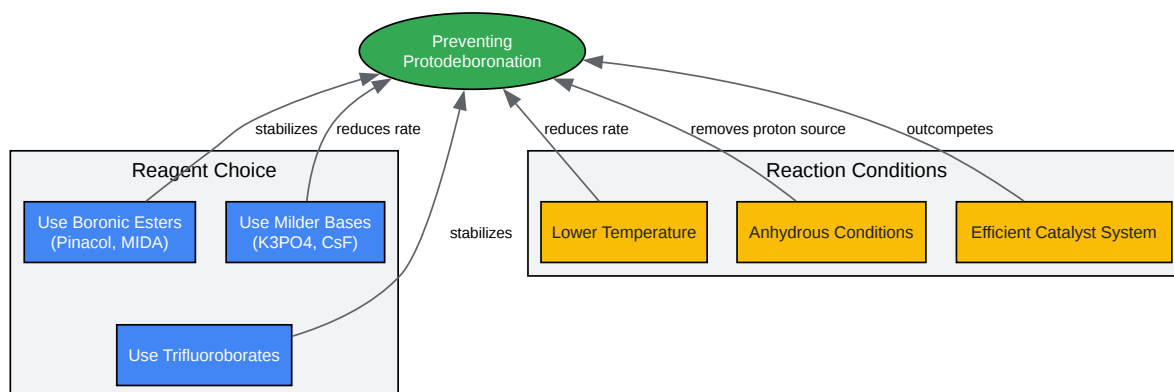 Preventing
Protodeboronation
stabilizes
reduces rate
reduces rate
removes proton source
outcompetes
Reagent Choice
Reaction Conditions
Use Boronic Esters
(Pinacol, MIDA)
Use Milder Bases
(K3PO4, CsF)
stabilizes
Lower Temperature
Anhydrous Conditions
Efficient Catalyst System
Use Trifluoroborates